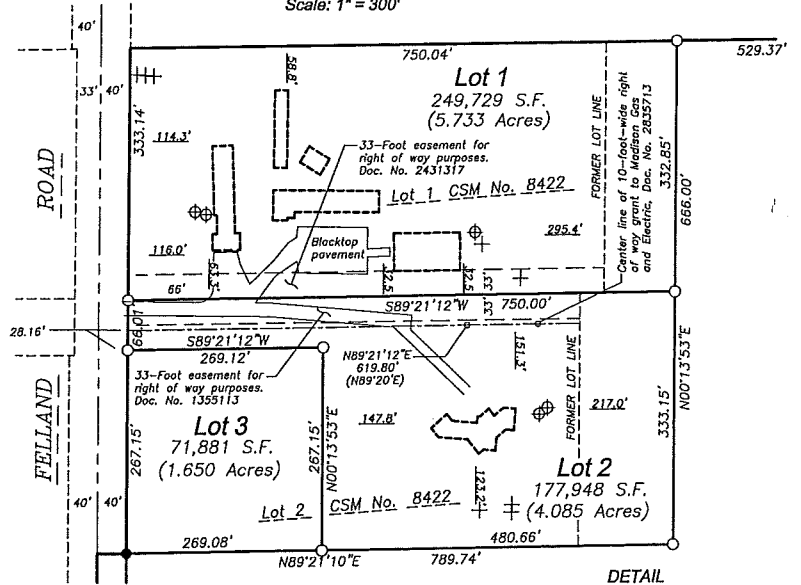 Scale: 1" = 300'
40'
750.04'
529.37'
33'
40'
58.8'
Lot 1
249,729 S.F.
(5.733 Acres)
333.14'
114.3'
33-Foot easement for
right of way purposes.
Doc. No. 2431317
FORMER LOT LINE
Center line of 10-foot-wide right
of way grant to Madison Gas
and Electric, Doc. No. 2835713
332.85'
666.00'
ROAD
Lot 1 CSM No. 8422
Blacktop
pavement
295.4'
116.0'
66'
32.5'
32.5'
33'
33'
S89°21'12"W
750.00'
28.16'
66.01'
S89°21'12"W
269.12'
N89°21'12"E
619.80'
(N89°20'E)
151.3'
33-Foot easement for
right of way purposes.
Doc. No. 1355113
FORMER LOT LINE
N00°13'53"E
333.15'
FELLAND
Lot 3
71,881 S.F.
(1.650 Acres)
267.15'
267.15'
N00°13'53"E
147.8'
217.0'
Lot 2
177,948 S.F.
(4.085 Acres)
123.2'
40'
40'
Lot 2 CSM No. 8422
269.08'
480.66'
N89°21'10"E
789.74'
DETAIL